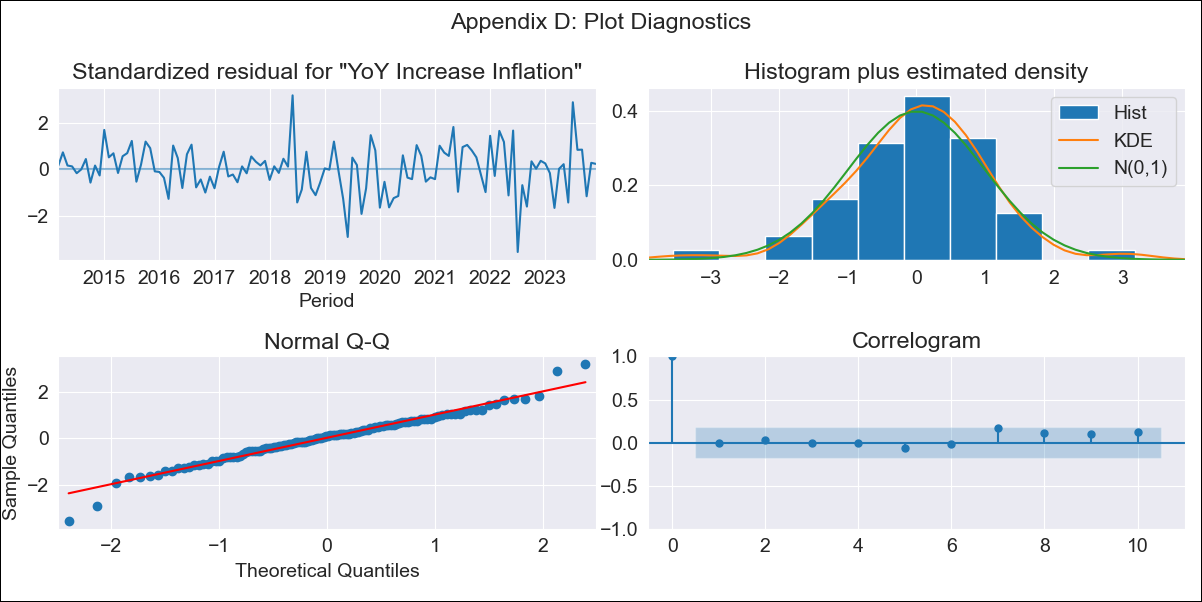 Appendix D: Plot Diagnostics
Standardized residual for "YoY Increase Inflation"
2
0
−2
2015 2016 2017 2018 2019 2020 2021 2022 2023
Period
Histogram plus estimated density
0.4
0.2
0.0
−3 −2 −1 0 1 2 3
Hist
KDE
N(0,1)
Normal Q-Q
Sample Quantiles
2
0
−2
−2 −1 0 1 2
Theoretical Quantiles
Correlogram
1.0
0.5
0.0
−0.5
−1.0
0 2 4 6 8 10